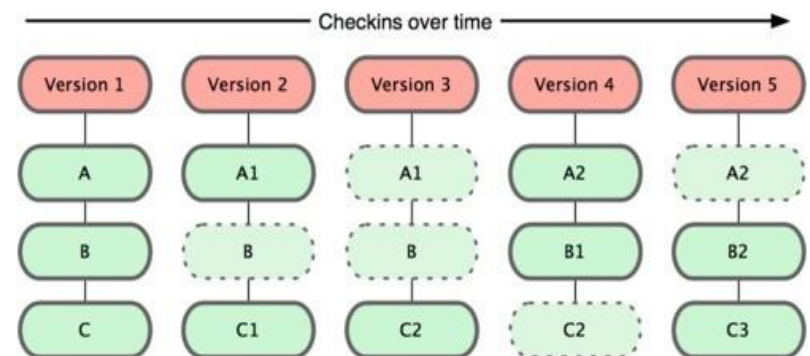 Checkins over time
Version 1 Version 2 Version 3 Version 4 Version 5
A A1 A1 A2 A2
B B B B1 B2
C C1 C2 C2 C3